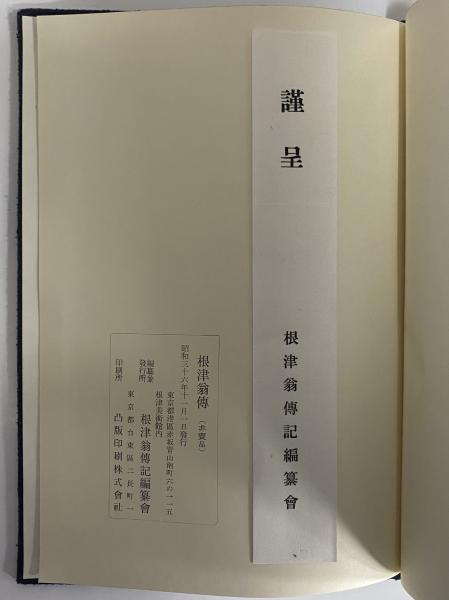 謹呈
根津翁傳記編纂會
根津翁傳（非賣品）
昭和三十六年十一月一日發行
東京都港區赤坂青山南町六の一一五
根津美術館内
編纂兼
發行所
根津翁傳記編纂會
東京都台東區二長町一
印刷所
凸版印刷株式會社